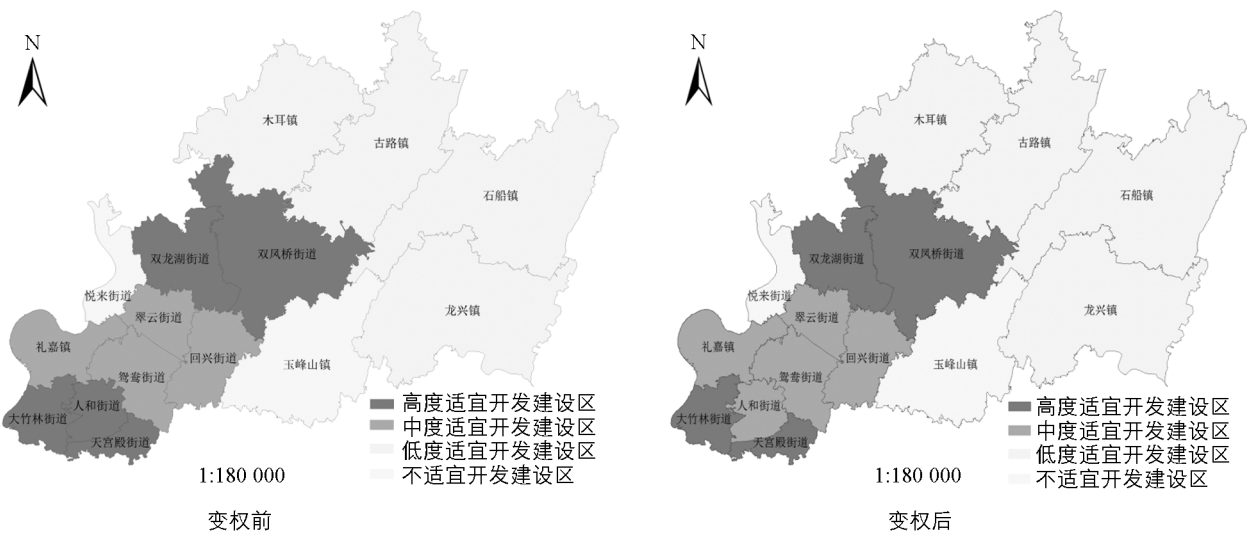 N
木耳镇
古路镇
石船镇
双龙湖街道
双凤桥街道
悦来街道
翠云街道
龙兴镇
礼嘉镇
回兴街道
鸳鸯街道
玉峰山镇
人和街道
大竹林街道
天宫殿街道
高度适宜开发建设区
中度适宜开发建设区
低度适宜开发建设区
不适宜开发建设区
1:180 000
变权前
N
木耳镇
古路镇
石船镇
双龙湖街道
双凤桥街道
悦来街道
翠云街道
龙兴镇
礼嘉镇
回兴街道
鸳鸯街道
玉峰山镇
人和街道
大竹林街道
天宫殿街道
高度适宜开发建设区
中度适宜开发建设区
低度适宜开发建设区
不适宜开发建设区
1:180 000
变权后